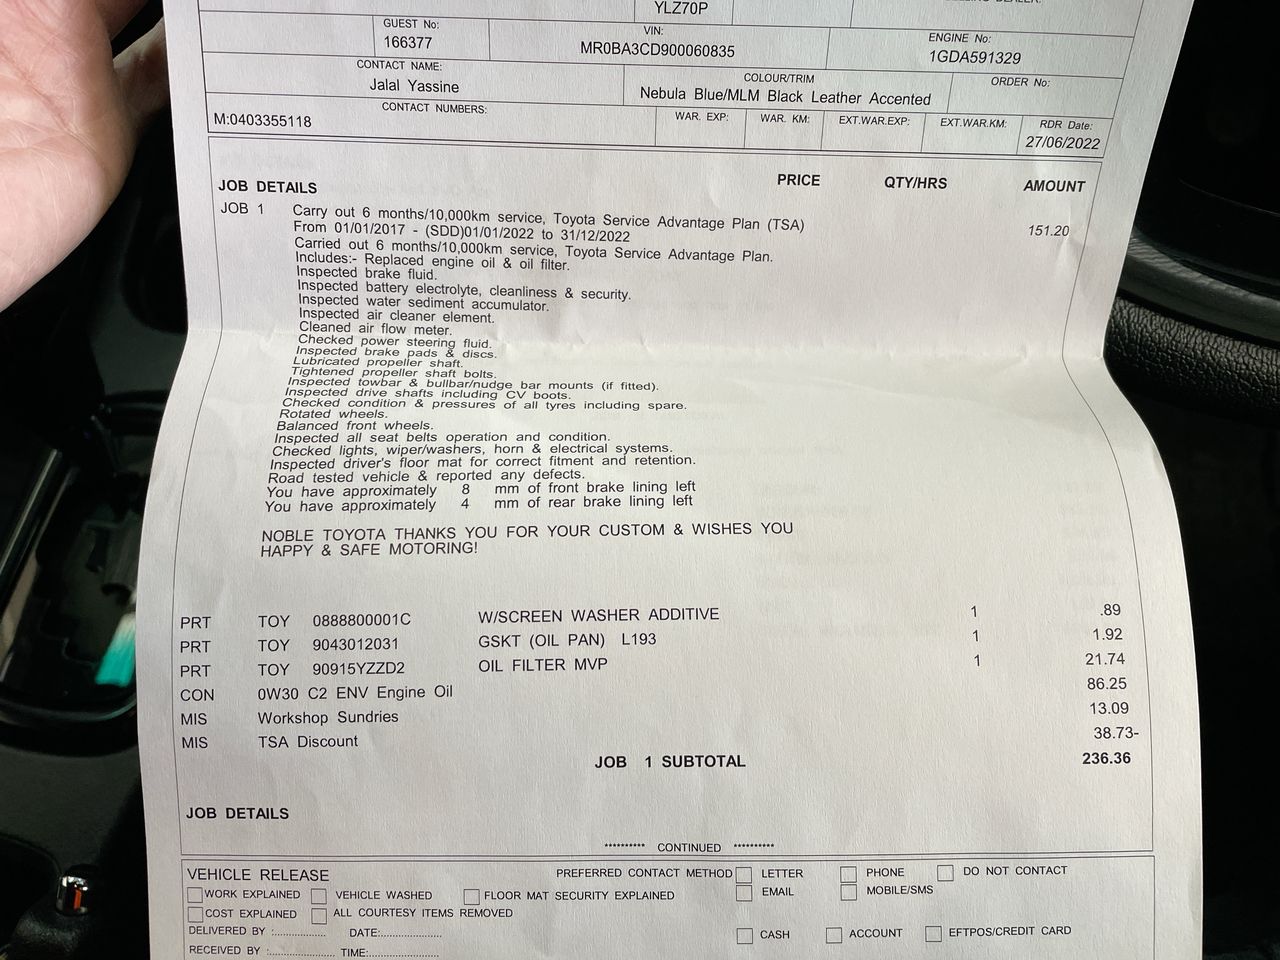 YLZ70P
GUEST No:
166377
VIN:
MR0BA3CD900060835
ENGINE No:
1GDA591329
CONTACT NAME:
Jalal Yassine
COLOUR/TRIM
Nebula Blue/MLM Black Leather Accented
ORDER No:
CONTACT NUMBERS:
M:0403355118
WAR. EXP:
WAR. KM:
EXT.WAR.EXP:
EXT.WAR.KM:
RDR Date:
27/06/2022
JOB DETAILS PRICE QTY/HRS AMOUNT
JOB 1 Carry out 6 months/10,000km service, Toyota Service Advantage Plan (TSA) 151.20
From 01/01/2017 - (SDD)01/01/2022 to 31/12/2022
Carried out 6 months/10,000km service, Toyota Service Advantage Plan.
Includes:- Replaced engine oil & oil filter.
Inspected brake fluid.
Inspected battery electrolyte, cleanliness & security.
Inspected water sediment accumulator.
Inspected air cleaner element.
Cleaned air flow meter.
Checked power steering fluid.
Inspected brake pads & discs.
Lubricated propeller shaft.
Tightened propeller shaft bolts.
Inspected towbar & bullbar/nudge bar mounts (if fitted).
Inspected drive shafts including CV boots.
Checked condition & pressures of all tyres including spare.
Rotated wheels.
Balanced front wheels.
Inspected all seat belts operation and condition.
Checked lights, wiper/washers, horn & electrical systems.
Inspected driver's floor mat for correct fitment and retention.
Road tested vehicle & reported any defects.
You have approximately 8 mm of front brake lining left
You have approximately 4 mm of rear brake lining left
NOBLE TOYOTA THANKS YOU FOR YOUR CUSTOM & WISHES YOU
HAPPY & SAFE MOTORING!
PRT TOY 0888800001C W/SCREEN WASHER ADDITIVE 1 .89
PRT TOY 9043012031 GSKT (OIL PAN) L193 1 1.92
PRT TOY 90915YZZD2 OIL FILTER MVP 1 21.74
CON 0W30 C2 ENV Engine Oil 86.25
MIS Workshop Sundries 13.09
MIS TSA Discount 38.73-
JOB 1 SUBTOTAL 236.36
JOB DETAILS
********** CONTINUED **********
VEHICLE RELEASE PREFERRED CONTACT METHOD LETTER PHONE DO NOT CONTACT
WORK EXPLAINED VEHICLE WASHED FLOOR MAT SECURITY EXPLAINED EMAIL MOBILE/SMS
COST EXPLAINED ALL COURTESY ITEMS REMOVED
DELIVERED BY :.................. DATE:..................... CASH ACCOUNT EFTPOS/CREDIT CARD
RECEIVED BY :..................... TIME:........................